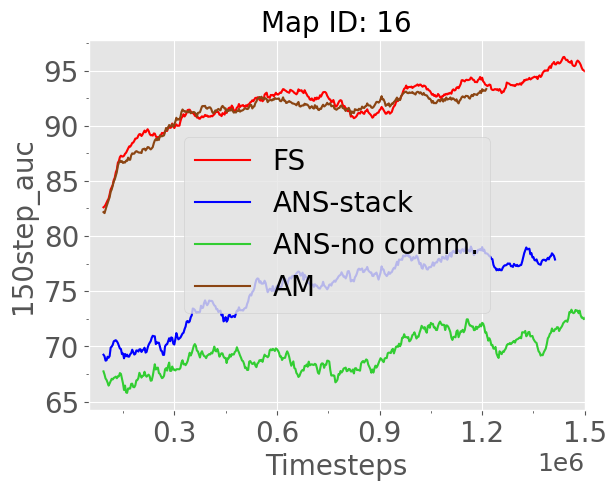 Map ID: 16
150step_auc
95
90
85
80
75
70
65
FS
ANS-stack
ANS-no comm.
AM
0.3 0.6 0.9 1.2 1.5
1e6
Timesteps